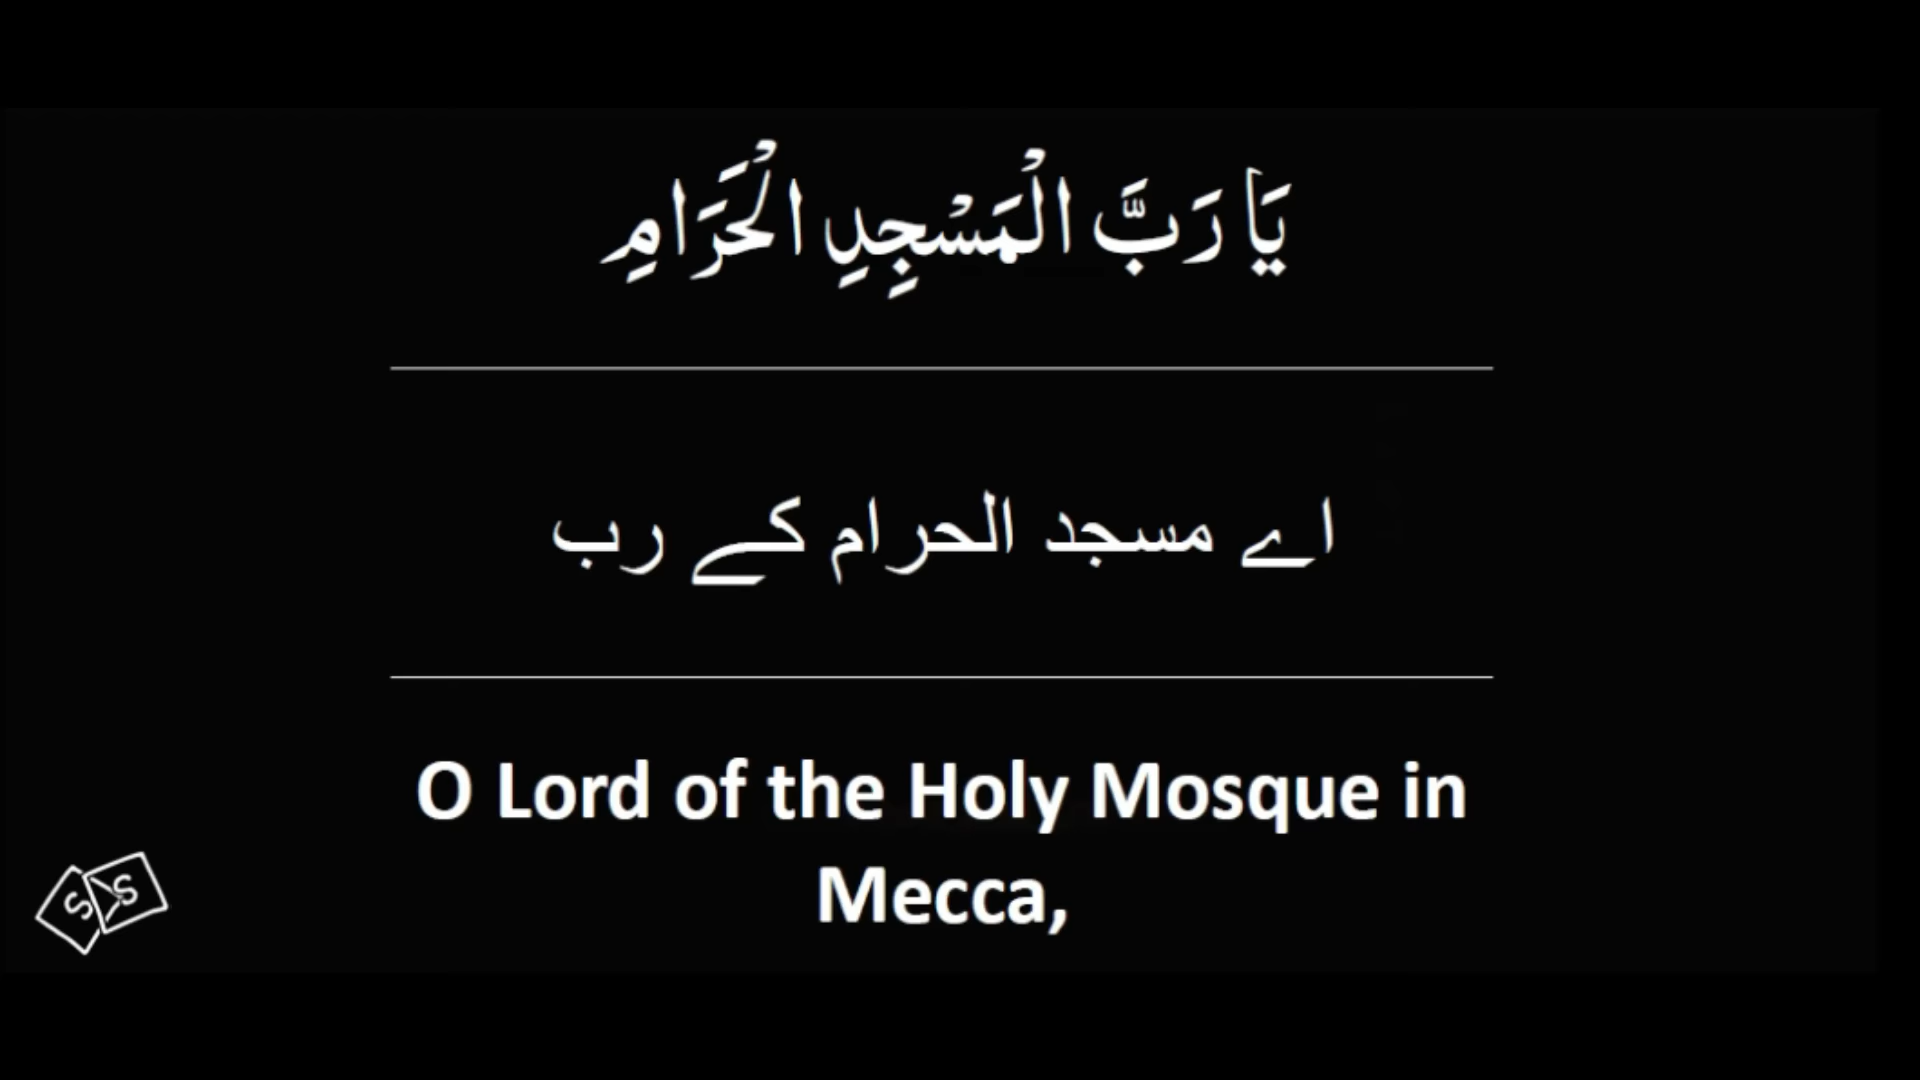 يَا رَبَّ الْمَسْجِدِ الْحَرَامِ
اے مسجد الحرام کے رب
O Lord of the Holy Mosque in
Mecca,
S S